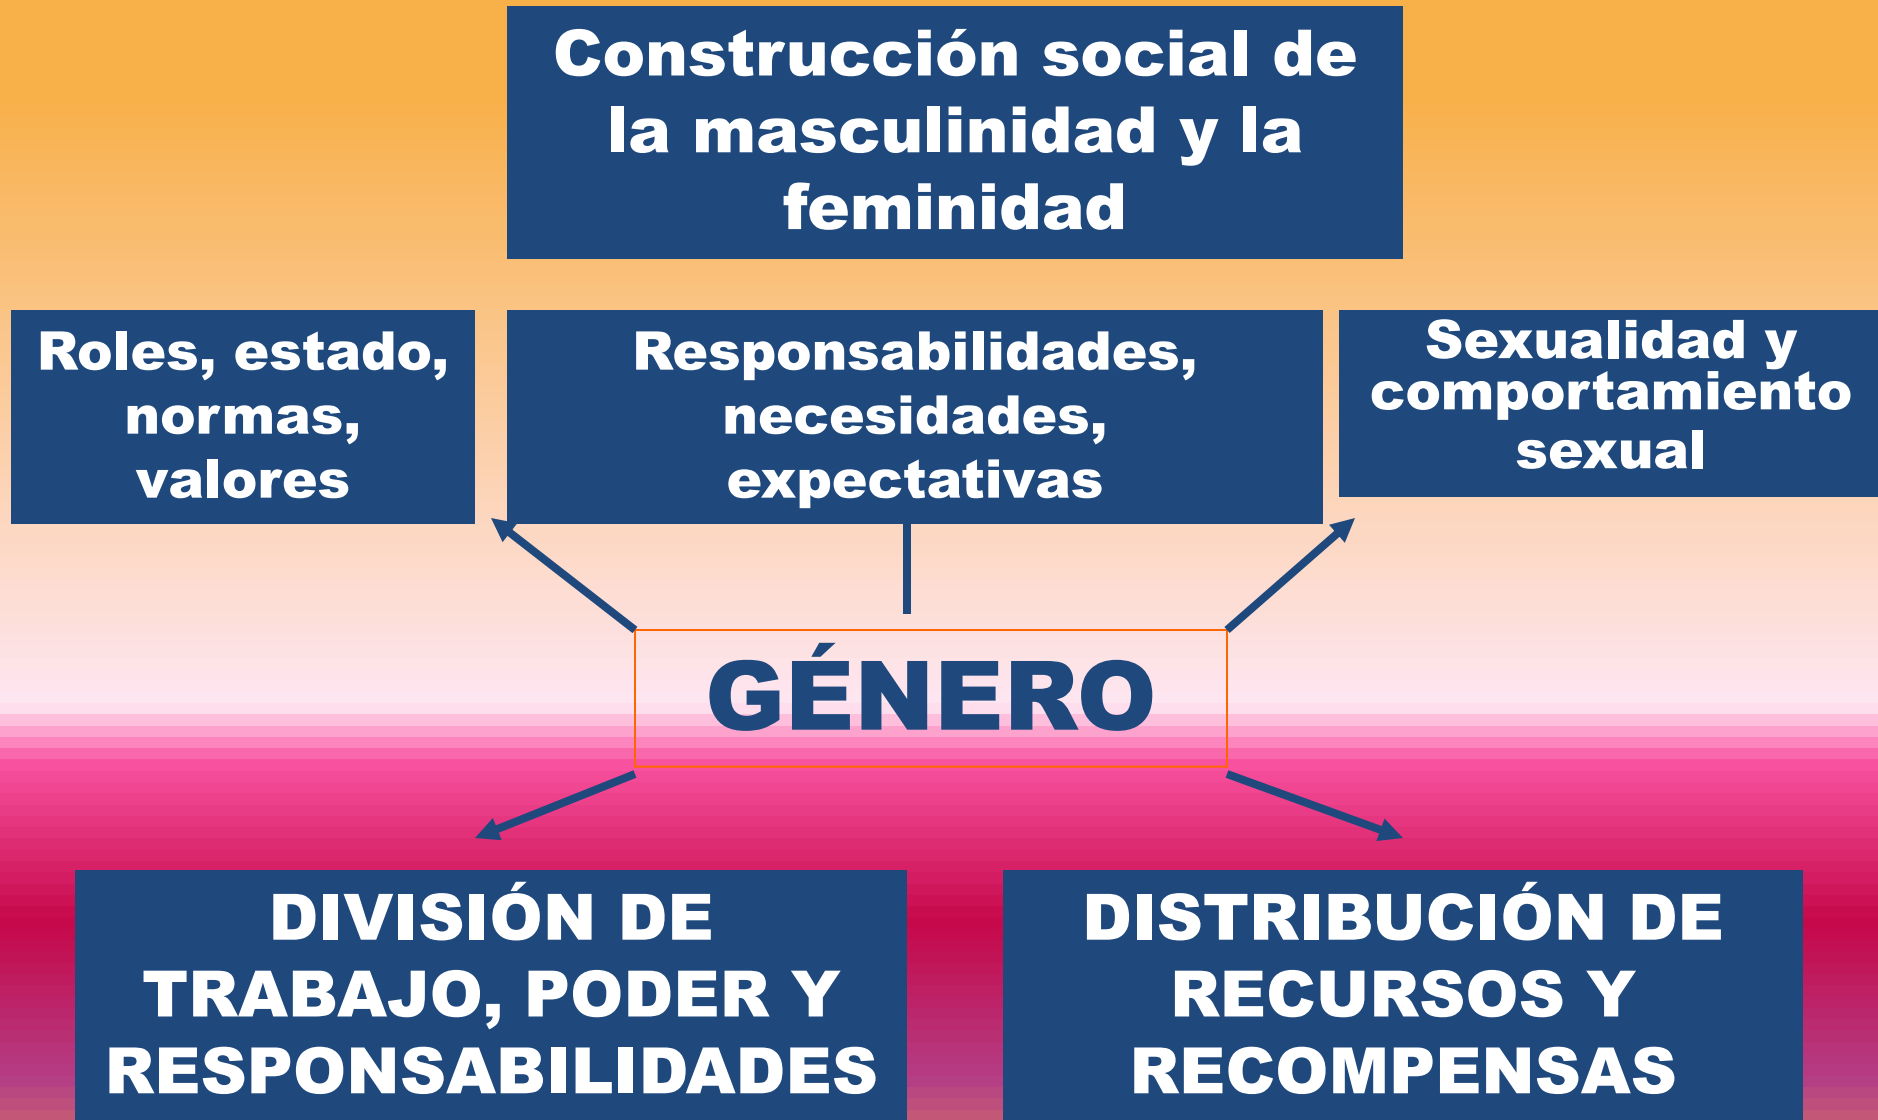 Construcción social de
la masculinidad y la
feminidad
Roles, estado,
normas,
valores
Responsabilidades,
necesidades,
expectativas
Sexualidad y
comportamiento
sexual
GÉNERO
DIVISIÓN DE
TRABAJO, PODER Y
RESPONSABILIDADES
DISTRIBUCIÓN DE
RECURSOS Y
RECOMPENSAS